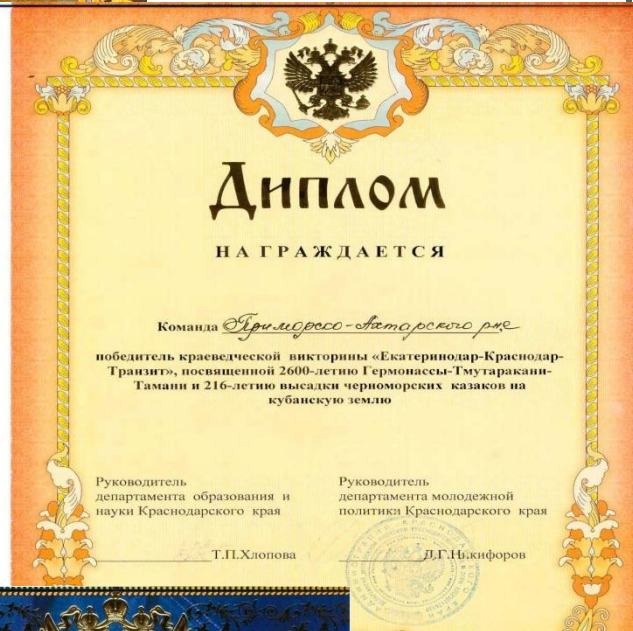 Диплом
НАГРАЖДАЕТСЯ
Команда Приморско-Ахтарского р-на
победитель краеведческой викторины «Екатеринодар-Краснодар-
Транзит», посвященной 2600-летию Гермонассы-Тмутаракани-
Тамани и 216-летию высадки черноморских казаков на
кубанскую землю
Руководитель
департамента образования и
науки Краснодарского края
Т.П.Хлопова
Руководитель
департамента молодежной
политики Краснодарского края
Д.Г.Никифоров